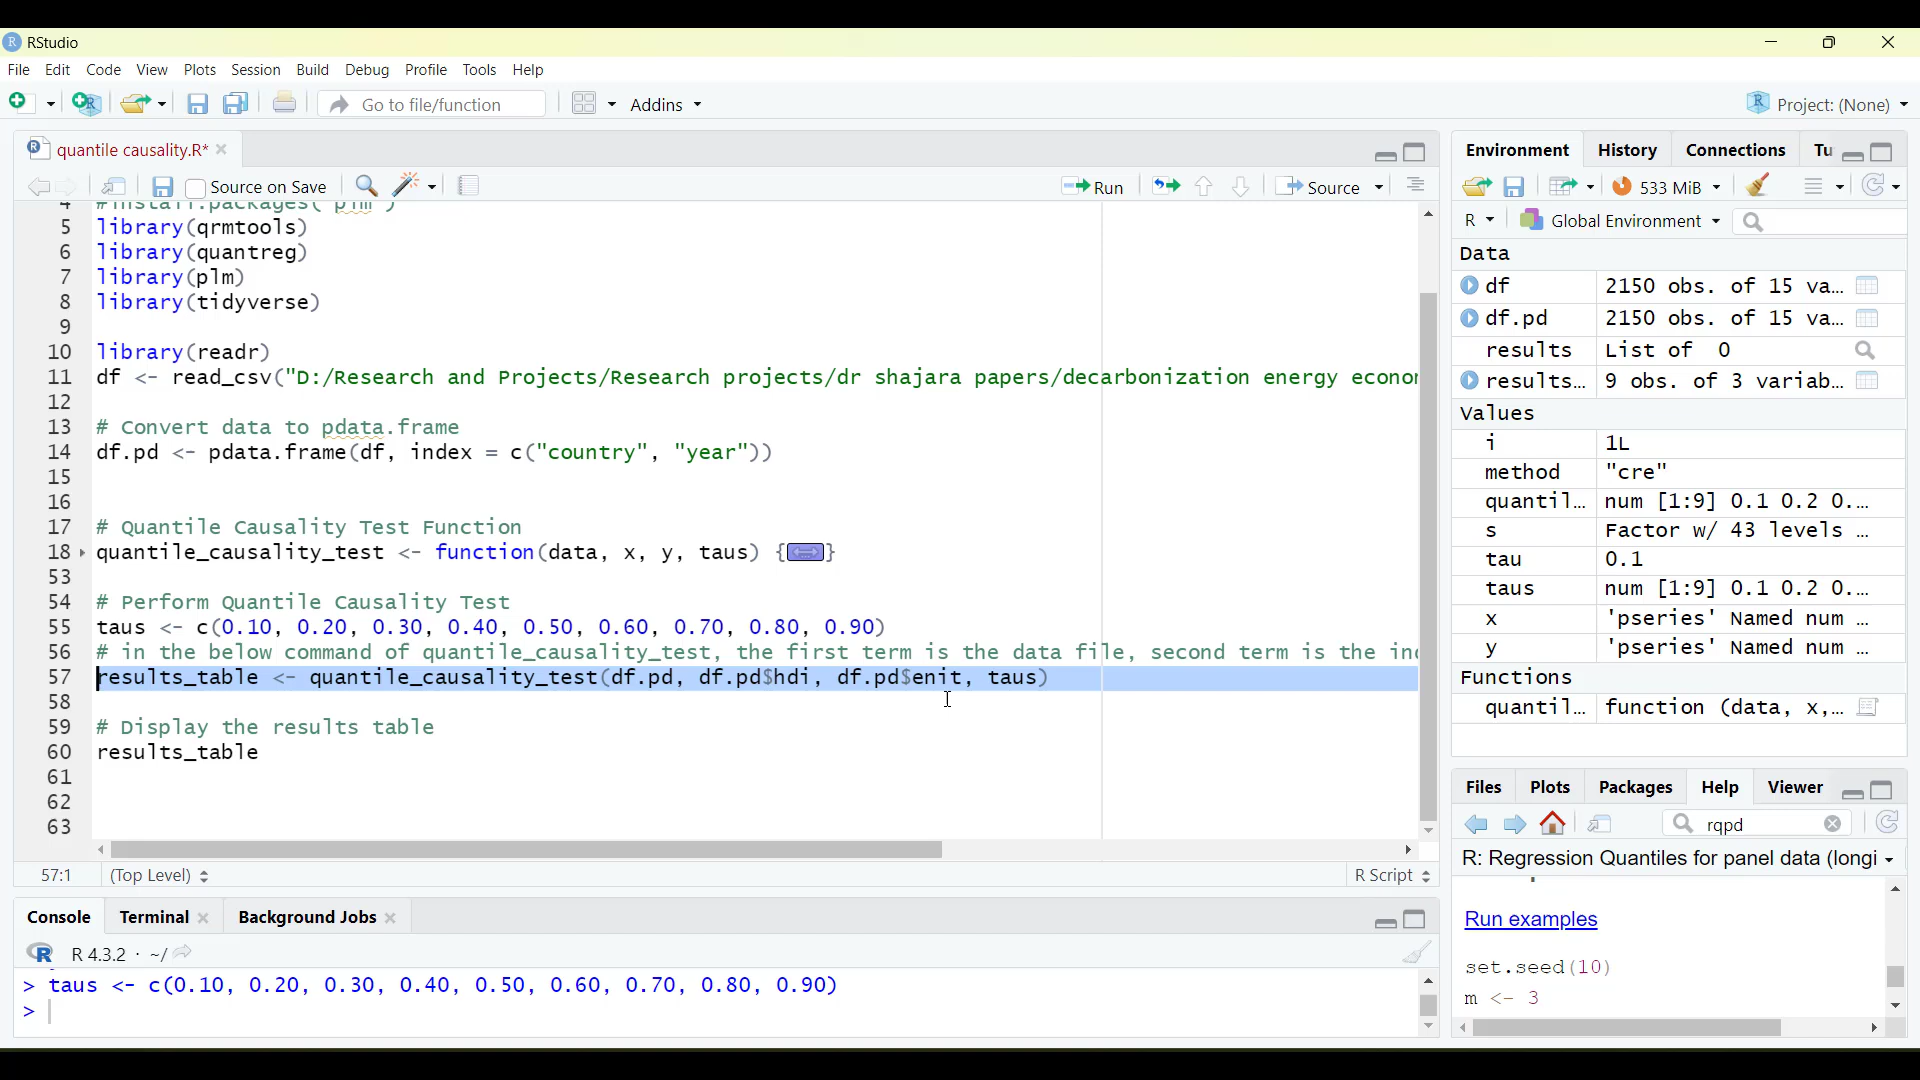 RStudio
File Edit Code View Plots Session Build Debug Profile Tools Help
Go to file/function Addins Project: (None)
quantile causality.R*
Source on Save Run Source
4 #install.packages("plm")
5 library(qrmtools)
6 library(quantreg)
7 library(plm)
8 library(tidyverse)
9
10 library(readr)
11 df <- read_csv("D:/Research and Projects/Research projects/dr shajara papers/decarbonization energy econo
12
13 # Convert data to pdata.frame
14 df.pd <- pdata.frame(df, index = c("country", "year"))
15
16
17 # Quantile Causality Test Function
18 quantile_causality_test <- function(data, x, y, taus) {}
53
54 # Perform Quantile Causality Test
55 taus <- c(0.10, 0.20, 0.30, 0.40, 0.50, 0.60, 0.70, 0.80, 0.90)
56 # in the below command of quantile_causality_test, the first term is the data file, second term is the in
57 results_table <- quantile_causality_test(df.pd, df.pd$hdi, df.pd$enit, taus)
58
59 # Display the results table
60 results_table
61
62
63
57:1 (Top Level) R Script
Console Terminal Background Jobs
R 4.3.2 · ~/
> taus <- c(0.10, 0.20, 0.30, 0.40, 0.50, 0.60, 0.70, 0.80, 0.90)
>
Environment History Connections Tu
533 MiB
R Global Environment
Data
df 2150 obs. of 15 va…
df.pd 2150 obs. of 15 va…
results List of 0
results… 9 obs. of 3 variab…
Values
i 1L
method "cre"
quantil… num [1:9] 0.1 0.2 0.…
s Factor w/ 43 levels …
tau 0.1
taus num [1:9] 0.1 0.2 0.…
x 'pseries' Named num …
y 'pseries' Named num …
Functions
quantil… function (data, x,…
Files Plots Packages Help Viewer
rqpd
R: Regression Quantiles for panel data (longi
Run examples
set.seed(10)
m <- 3